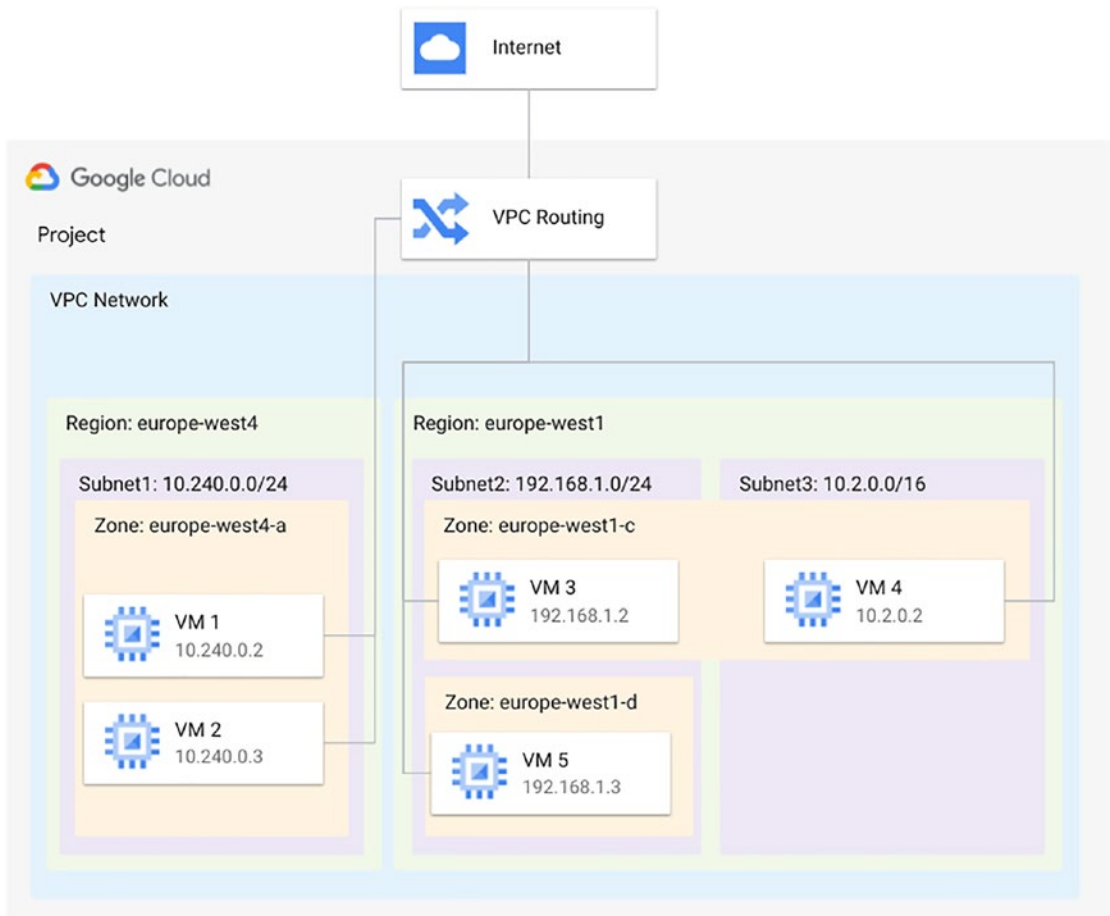 Internet
Google Cloud
VPC Routing
Project
VPC Network
Region: europe-west4
Subnet1: 10.240.0.0/24
Zone: europe-west4-a
VM 1
10.240.0.2
VM 2
10.240.0.3
Region: europe-west1
Subnet2: 192.168.1.0/24
Subnet3: 10.2.0.0/16
Zone: europe-west1-c
VM 3
192.168.1.2
VM 4
10.2.0.2
Zone: europe-west1-d
VM 5
192.168.1.3